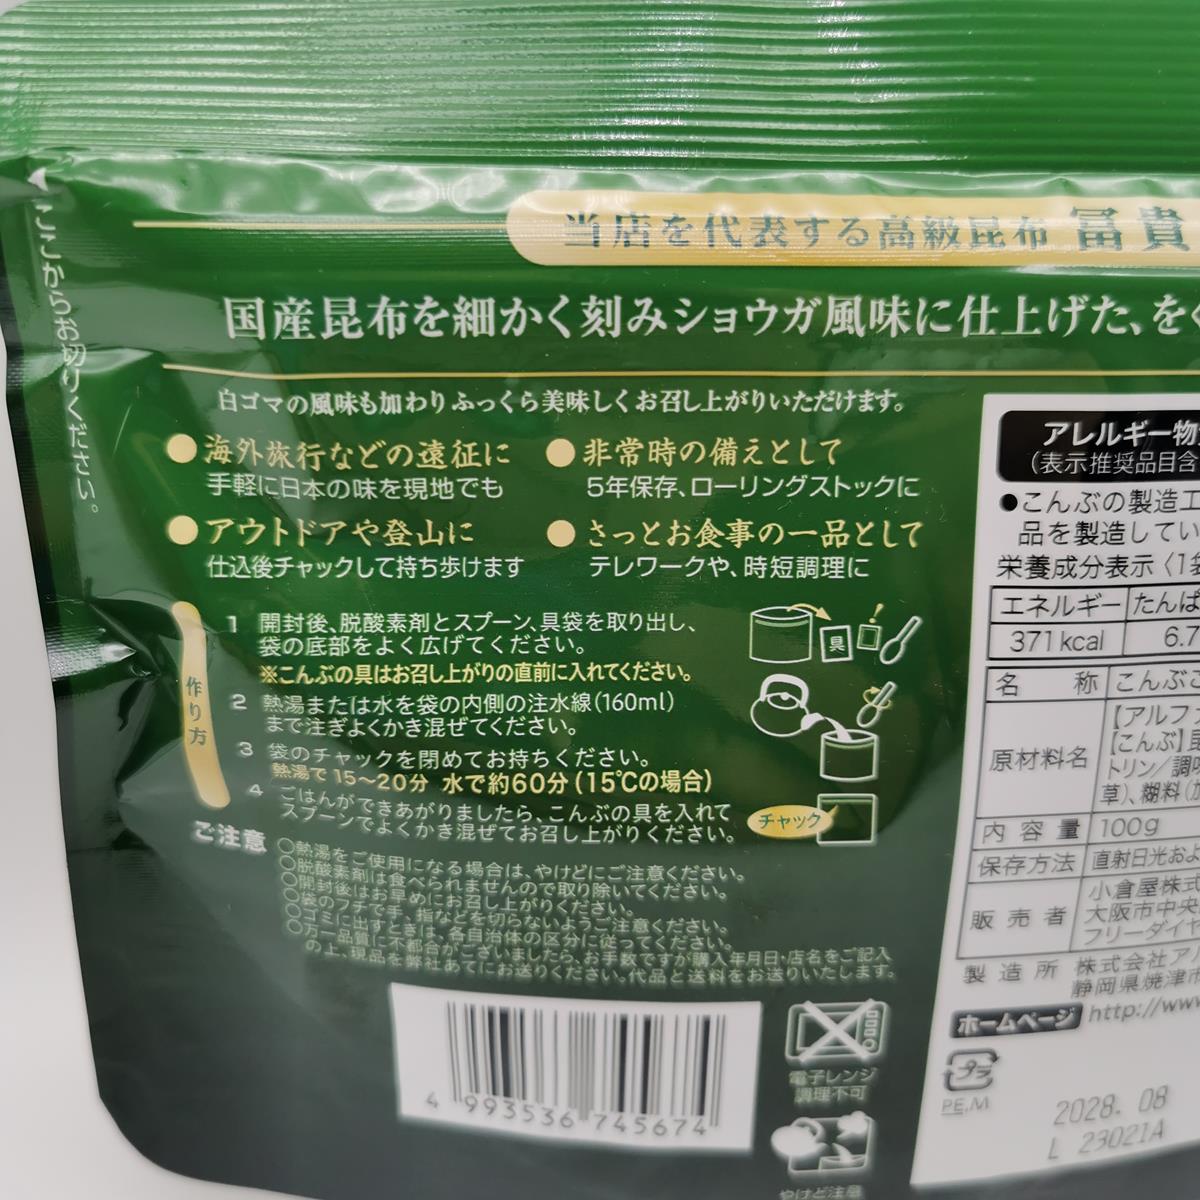 ここからお切りください。
当店を代表する高級昆布 冨貴
国産昆布を細かく刻みショウガ風味に仕上げた、を
白ゴマの風味も加わりふっくら美味しくお召し上がりいただけます。
●海外旅行などの遠征に
手軽に日本の味を現地でも
●非常時の備えとして
5年保存、ローリングストックに
●アウトドアや登山に
仕込後チャックして持ち歩けます
●さっとお食事の一品として
テレワークや、時短調理に
作り方
1 開封後、脱酸素剤とスプーン、具袋を取り出し、
袋の底部をよく広げてください。
※こんぶの具はお召し上がりの直前に入れてください。
2 熱湯または水を袋の内側の注水線(160ml)
まで注ぎよくかき混ぜてください。
3 袋のチャックを閉めてお持ちください。
熱湯で15〜20分 水で約60分(15℃の場合)
4 ごはんができあがりましたら、こんぶの具を入れて
スプーンでよくかき混ぜてお召し上がりください。
具
チャック
ご注意
○熱湯をご使用になる場合は、やけどにご注意ください。
○脱酸素剤は食べられませんので取り除いてください。
○開封後はお早めにお召し上がりください。
○袋のフチで手、指などを切らないようご注意ください。
○ゴミに出すときは、各自治体の区分に従ってください。
○万一品質に不都合がございましたら、お手数ですが購入年月日・店名をご記入
の上、現品を弊社あてにお送りください。代品と送料をお送りいたします。
4 993536 745674
電子レンジ
調理不可
やけど注意
アレルギー物
(表示推奨品目含
●こんぶの製造工
品を製造してい
栄養成分表示〈1袋
エネルギー たんぱ
371kcal 6.7
名称 こんぶご
原材料名 【アルファ
【こんぶ】昆
トリン/調味
草)、糊料(加
内容量 100g
保存方法 直射日光およ
販売者 小倉屋株式
大阪市中央
フリーダイヤ
製造所 株式会社アル
静岡県焼津市
ホームページ http://www
プラ
PE,M
2028. 08
L 23021A